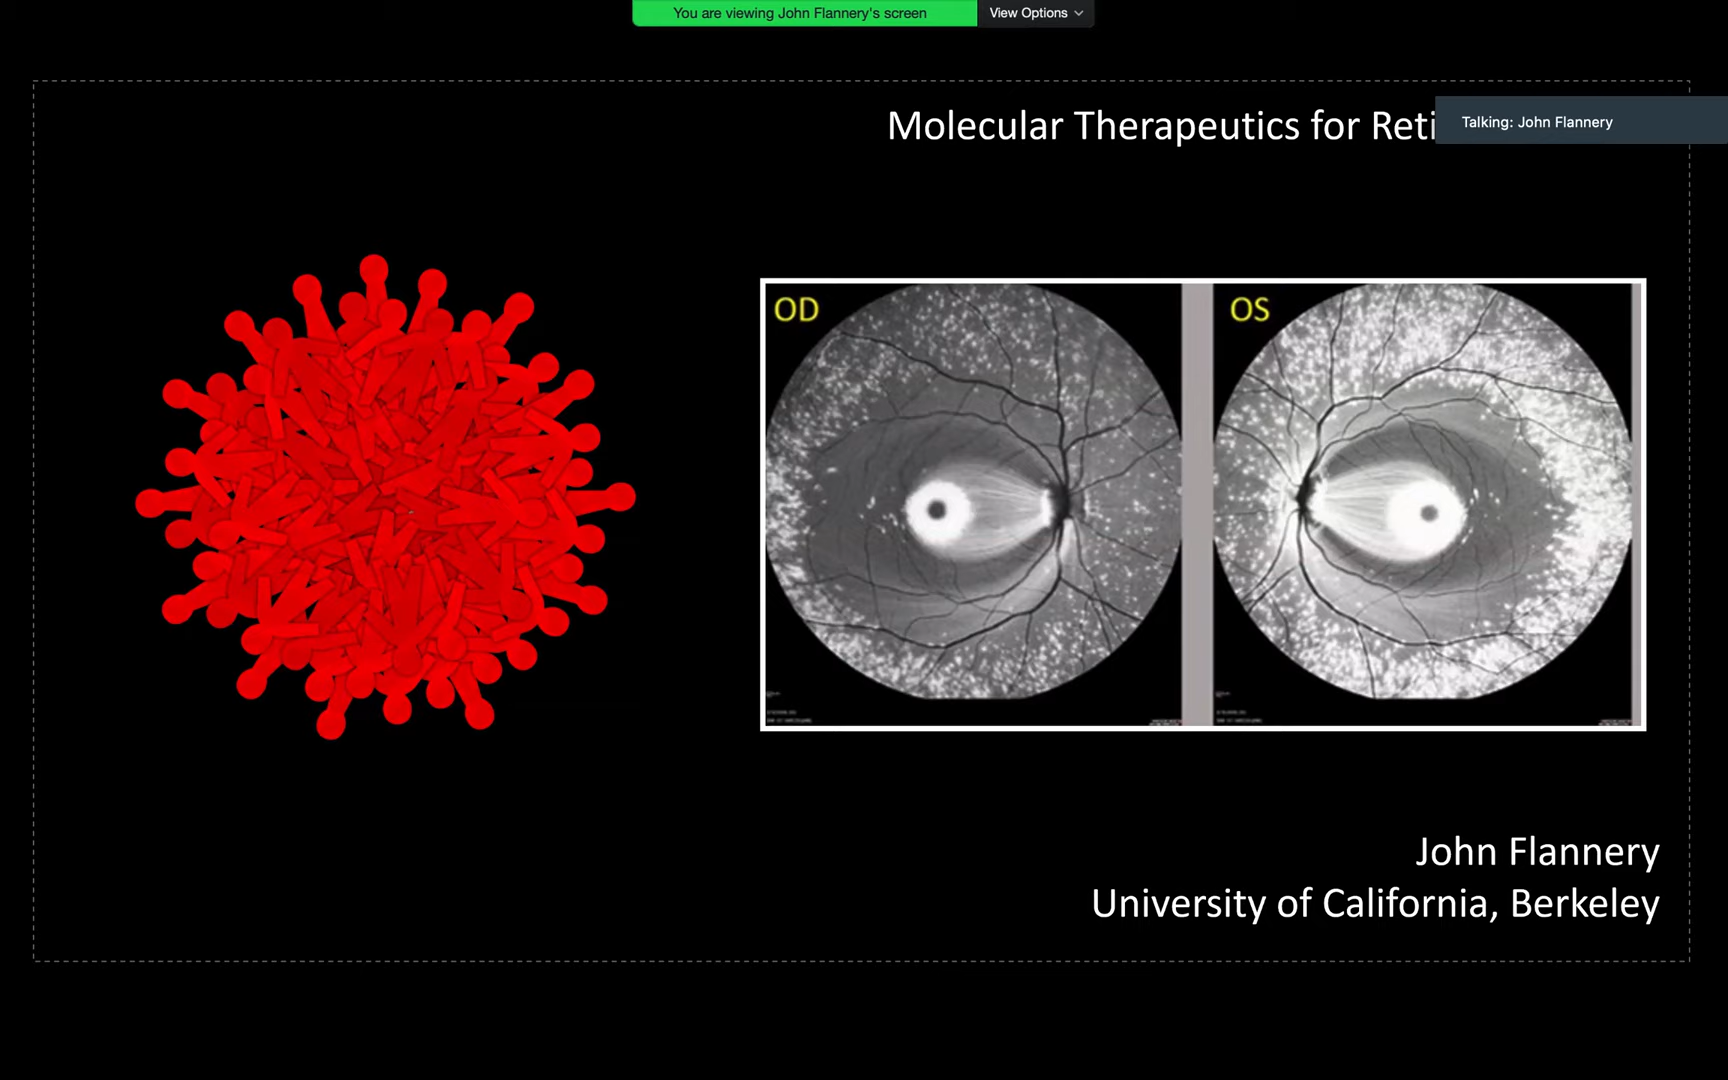 You are viewing John Flannery's screen
View Options
Molecular Therapeutics for Reti
Talking: John Flannery
OD
OS
John Flannery
University of California, Berkeley